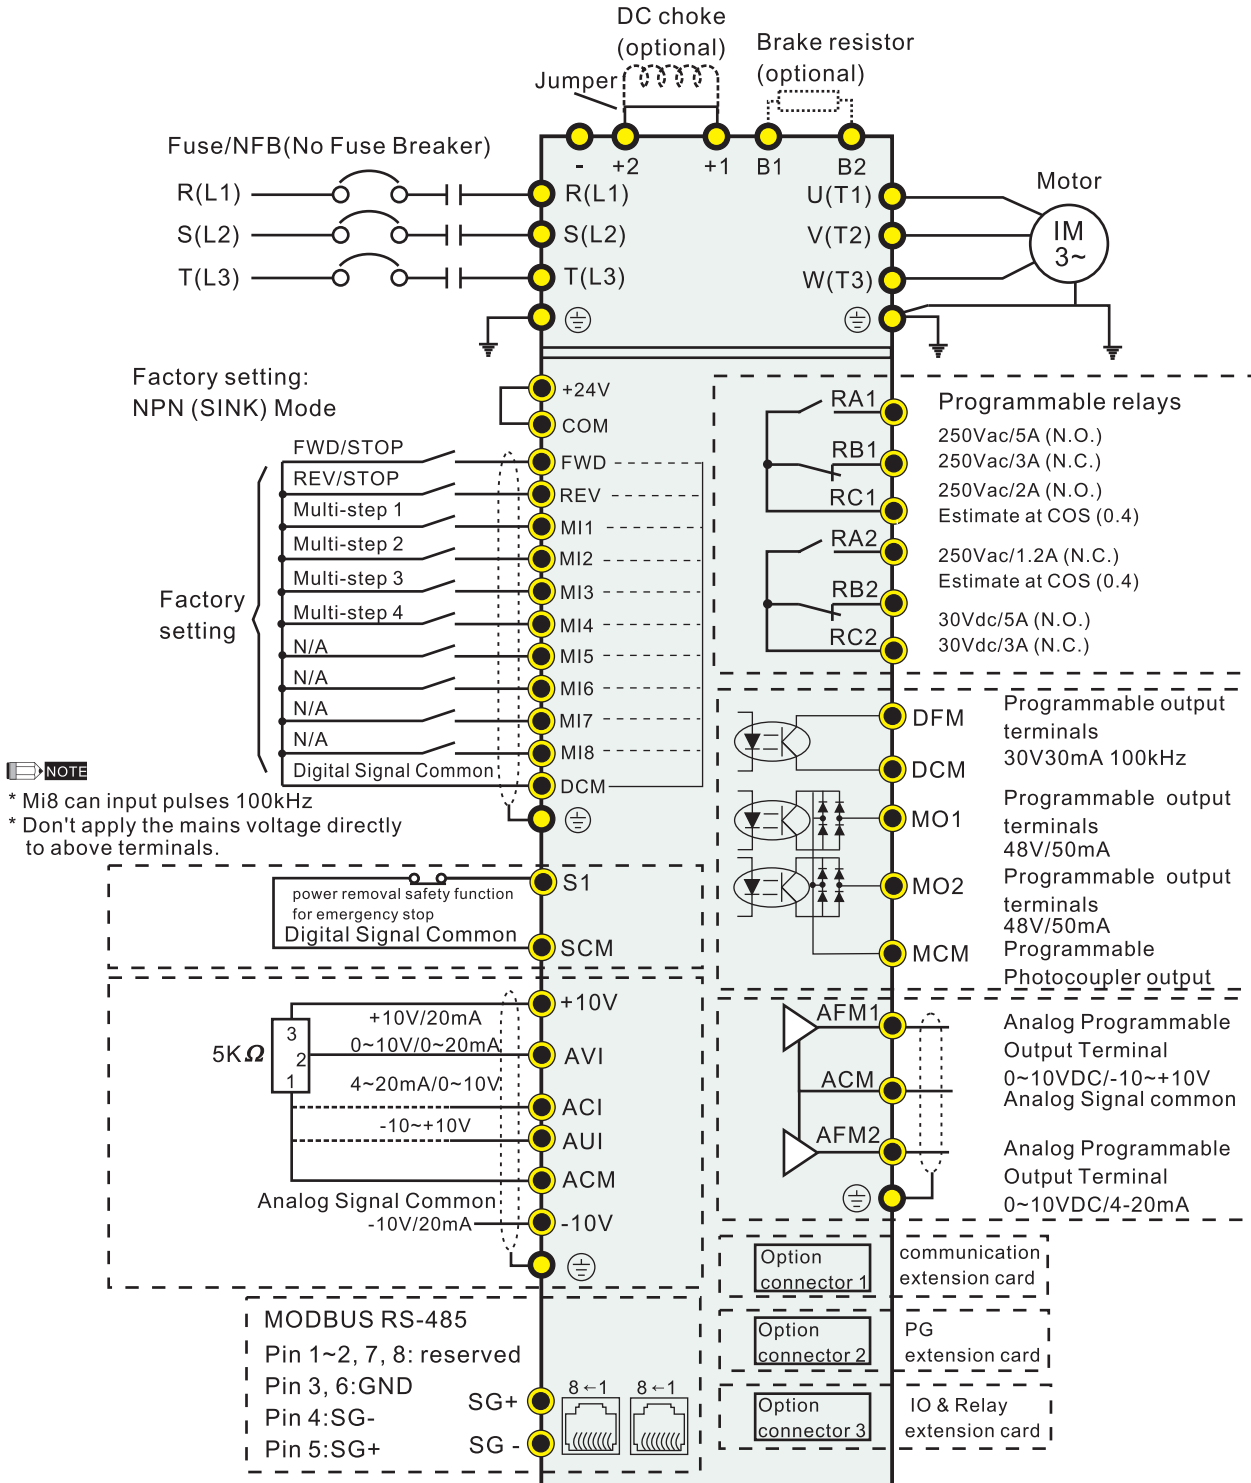 DC choke
(optional)
Brake resistor
(optional)
Jumper
Fuse/NFB(No Fuse Breaker)
- +2 +1 B1 B2
R(L1) R(L1) U(T1) Motor
S(L2) S(L2) V(T2) IM
3~
T(L3) T(L3) W(T3)
Factory setting:
NPN (SINK) Mode
+24V
COM
FWD/STOP FWD
REV/STOP REV
Multi-step 1 MI1
Multi-step 2 MI2
Multi-step 3 MI3
Multi-step 4 MI4
N/A MI5
N/A MI6
N/A MI7
N/A MI8
Digital Signal Common DCM
Factory
setting
NOTE
* Mi8 can input pulses 100kHz
* Don't apply the mains voltage directly
to above terminals.
S1
power removal safety function
for emergency stop
Digital Signal Common
SCM
+10V
+10V/20mA
3
5KΩ 2
1
0~10V/0~20mA AVI
4~20mA/0~10V ACI
-10~+10V AUI
ACM
Analog Signal Common
-10V/20mA -10V
MODBUS RS-485
Pin 1~2, 7, 8: reserved
Pin 3, 6:GND
Pin 4:SG-
Pin 5:SG+
SG+
SG -
8←1 8←1
RA1
RB1
RC1
RA2
RB2
RC2
Programmable relays
250Vac/5A (N.O.)
250Vac/3A (N.C.)
250Vac/2A (N.O.)
Estimate at COS (0.4)
250Vac/1.2A (N.C.)
Estimate at COS (0.4)
30Vdc/5A (N.O.)
30Vdc/3A (N.C.)
DFM
DCM
Programmable output
terminals
30V30mA 100kHz
MO1
Programmable output
terminals
48V/50mA
MO2
Programmable output
terminals
48V/50mA
MCM
Programmable
Photocoupler output
AFM1
Analog Programmable
Output Terminal
0~10VDC/-10~+10V
ACM
Analog Signal common
AFM2
Analog Programmable
Output Terminal
0~10VDC/4-20mA
Option
connector 1
communication
extension card
Option
connector 2
PG
extension card
Option
connector 3
IO & Relay
extension card